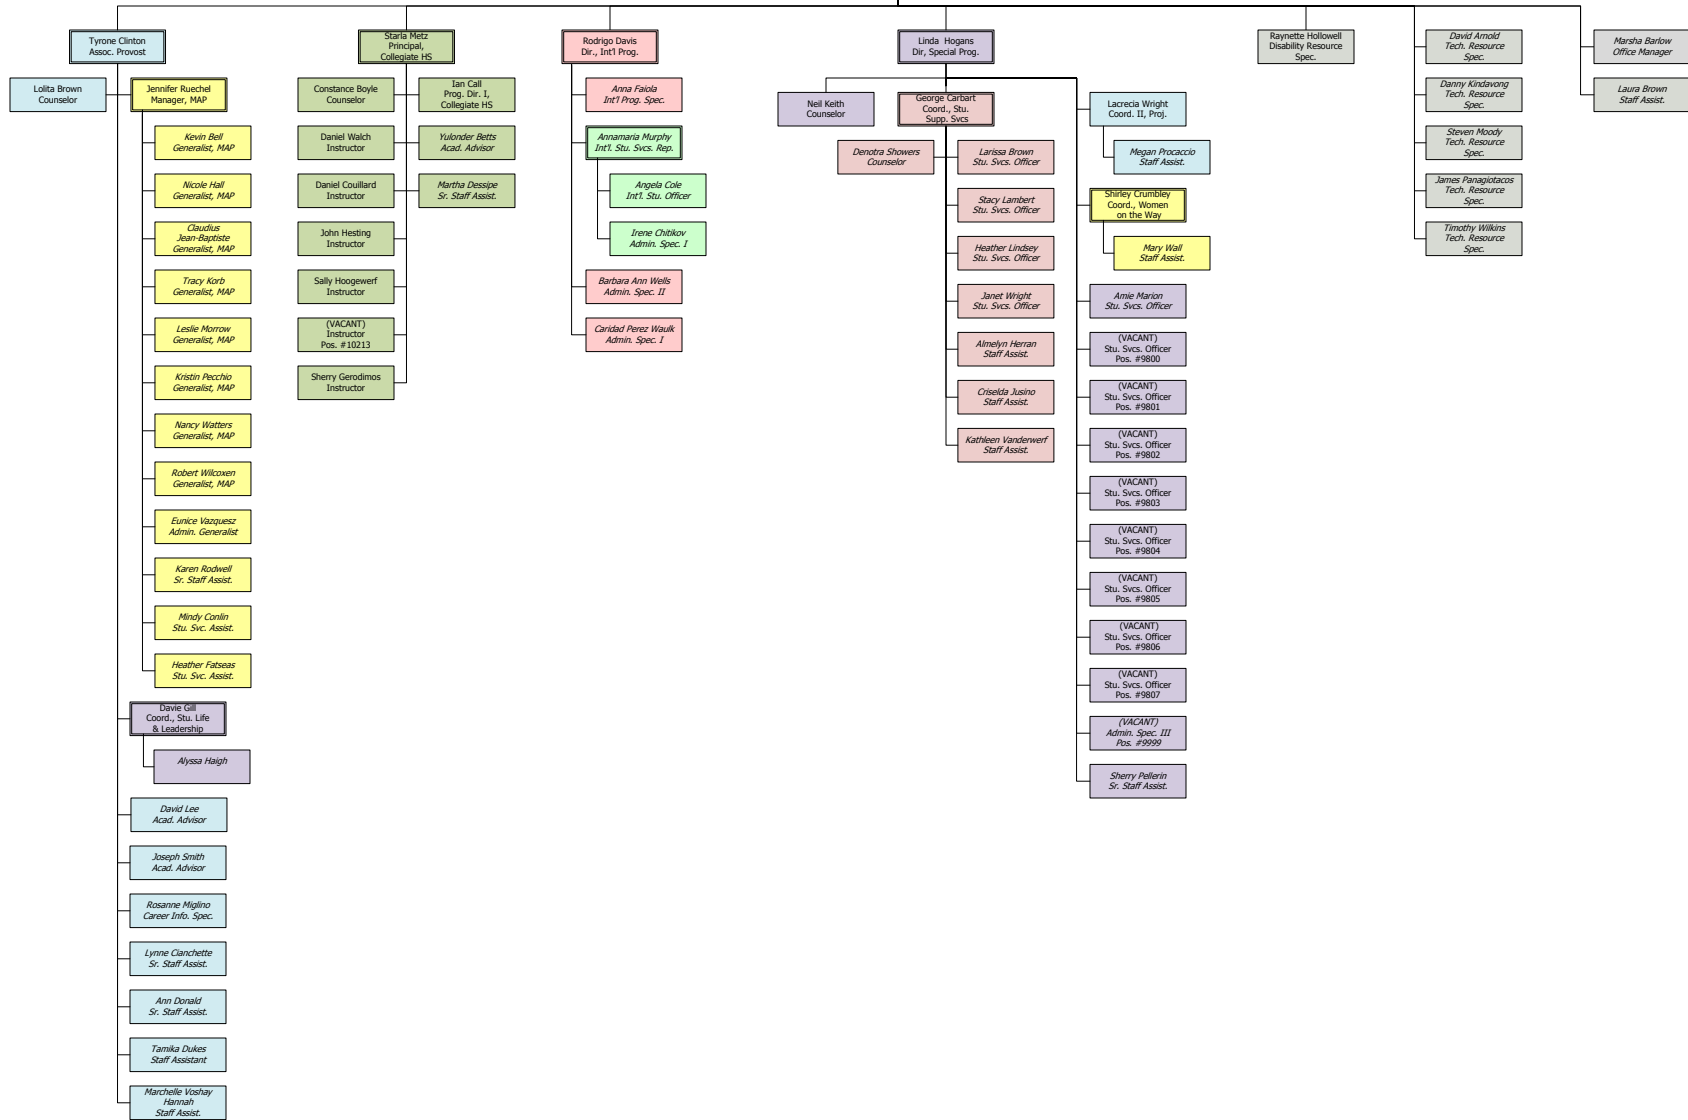 Tyrone Clinton
Assoc. Provost
Lolita Brown
Counselor
Jennifer Ruechel
Manager, MAP
Kevin Bell
Generalist, MAP
Nicole Hall
Generalist, MAP
Claudius
Jean-Baptiste
Generalist, MAP
Tracy Korb
Generalist, MAP
Leslie Morrow
Generalist, MAP
Kristin Pecchio
Generalist, MAP
Nancy Watters
Generalist, MAP
Robert Wilcoxen
Generalist, MAP
Eunice Vazquesz
Admin. Generalist
Karen Rodwell
Sr. Staff Assist.
Mindy Conlin
Stu. Svc. Assist.
Heather Fatseas
Stu. Svc. Assist.
Davie Gill
Coord., Stu. Life
& Leadership
Alyssa Haigh
David Lee
Acad. Advisor
Joseph Smith
Acad. Advisor
Rosanne Miglino
Career Info. Spec.
Lynne Cianchette
Sr. Staff Assist.
Ann Donald
Sr. Staff Assist.
Tamika Dukes
Staff Assistant
Marchelle Voshay
Hannah
Staff Assist.
Starla Metz
Principal,
Collegiate HS
Constance Boyle
Counselor
Daniel Walch
Instructor
Daniel Couillard
Instructor
John Hesting
Instructor
Sally Hoogewerf
Instructor
(VACANT)
Instructor
Pos. #10213
Sherry Gerodimos
Instructor
Ian Call
Prog. Dir. I,
Collegiate HS
Yulonder Betts
Acad. Advisor
Martha Dessipe
Sr. Staff Assist.
Rodrigo Davis
Dir., Int'l Prog.
Anna Faiola
Int'l Prog. Spec.
Annamaria Murphy
Int'l. Stu. Svcs. Rep.
Angela Cole
Int'l. Stu. Officer
Irene Chitikov
Admin. Spec. I
Barbara Ann Wells
Admin. Spec. II
Caridad Perez Waulk
Admin. Spec. I
Linda Hogans
Dir, Special Prog.
Neil Keith
Counselor
George Carbart
Coord., Stu.
Supp. Svcs
Denotra Showers
Counselor
Larissa Brown
Stu. Svcs. Officer
Stacy Lambert
Stu. Svcs. Officer
Heather Lindsey
Stu. Svcs. Officer
Janet Wright
Stu. Svcs. Officer
Almelyn Herran
Staff Assist.
Criselda Jusino
Staff Assist.
Kathleen Vanderwerf
Staff Assist.
Lacrecia Wright
Coord. II, Proj.
Megan Procaccio
Staff Assist.
Shirley Crumbley
Coord., Women
on the Way
Mary Wall
Staff Assist.
Amie Marion
Stu. Svcs. Officer
(VACANT)
Stu. Svcs. Officer
Pos. #9800
(VACANT)
Stu. Svcs. Officer
Pos. #9801
(VACANT)
Stu. Svcs. Officer
Pos. #9802
(VACANT)
Stu. Svcs. Officer
Pos. #9803
(VACANT)
Stu. Svcs. Officer
Pos. #9804
(VACANT)
Stu. Svcs. Officer
Pos. #9805
(VACANT)
Stu. Svcs. Officer
Pos. #9806
(VACANT)
Stu. Svcs. Officer
Pos. #9807
(VACANT)
Admin. Spec. III
Pos. #9999
Sherry Pellerin
Sr. Staff Assist.
Raynette Hollowell
Disability Resource
Spec.
David Arnold
Tech. Resource
Spec.
Danny Kindavong
Tech. Resource
Spec.
Steven Moody
Tech. Resource
Spec.
James Panagiotacos
Tech. Resource
Spec.
Timothy Wilkins
Tech. Resource
Spec.
Marsha Barlow
Office Manager
Laura Brown
Staff Assist.